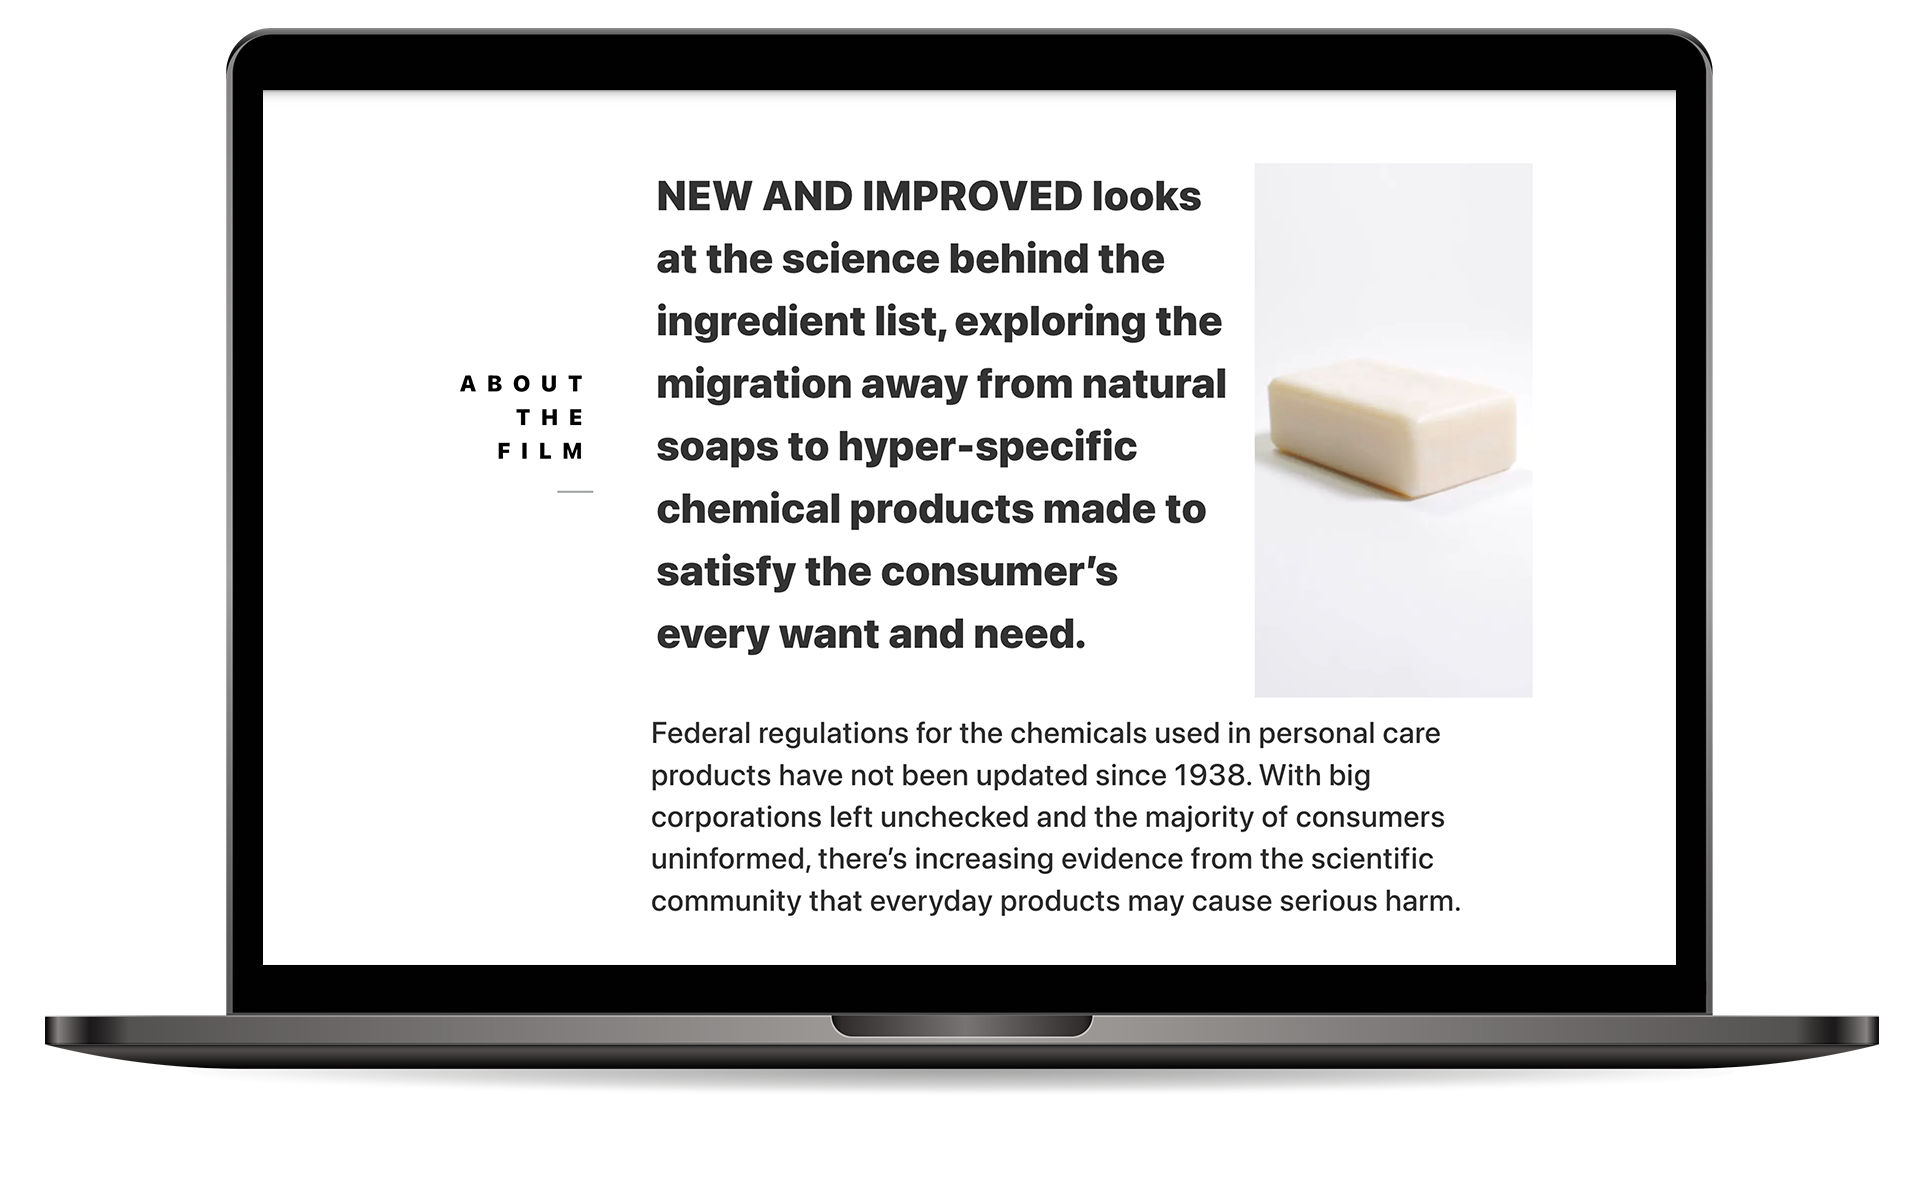 ABOUT
THE
FILM
NEW AND IMPROVED looks
at the science behind the
ingredient list, exploring the
migration away from natural
soaps to hyper-specific
chemical products made to
satisfy the consumer’s
every want and need.
Federal regulations for the chemicals used in personal care
products have not been updated since 1938. With big
corporations left unchecked and the majority of consumers
uninformed, there’s increasing evidence from the scientific
community that everyday products may cause serious harm.